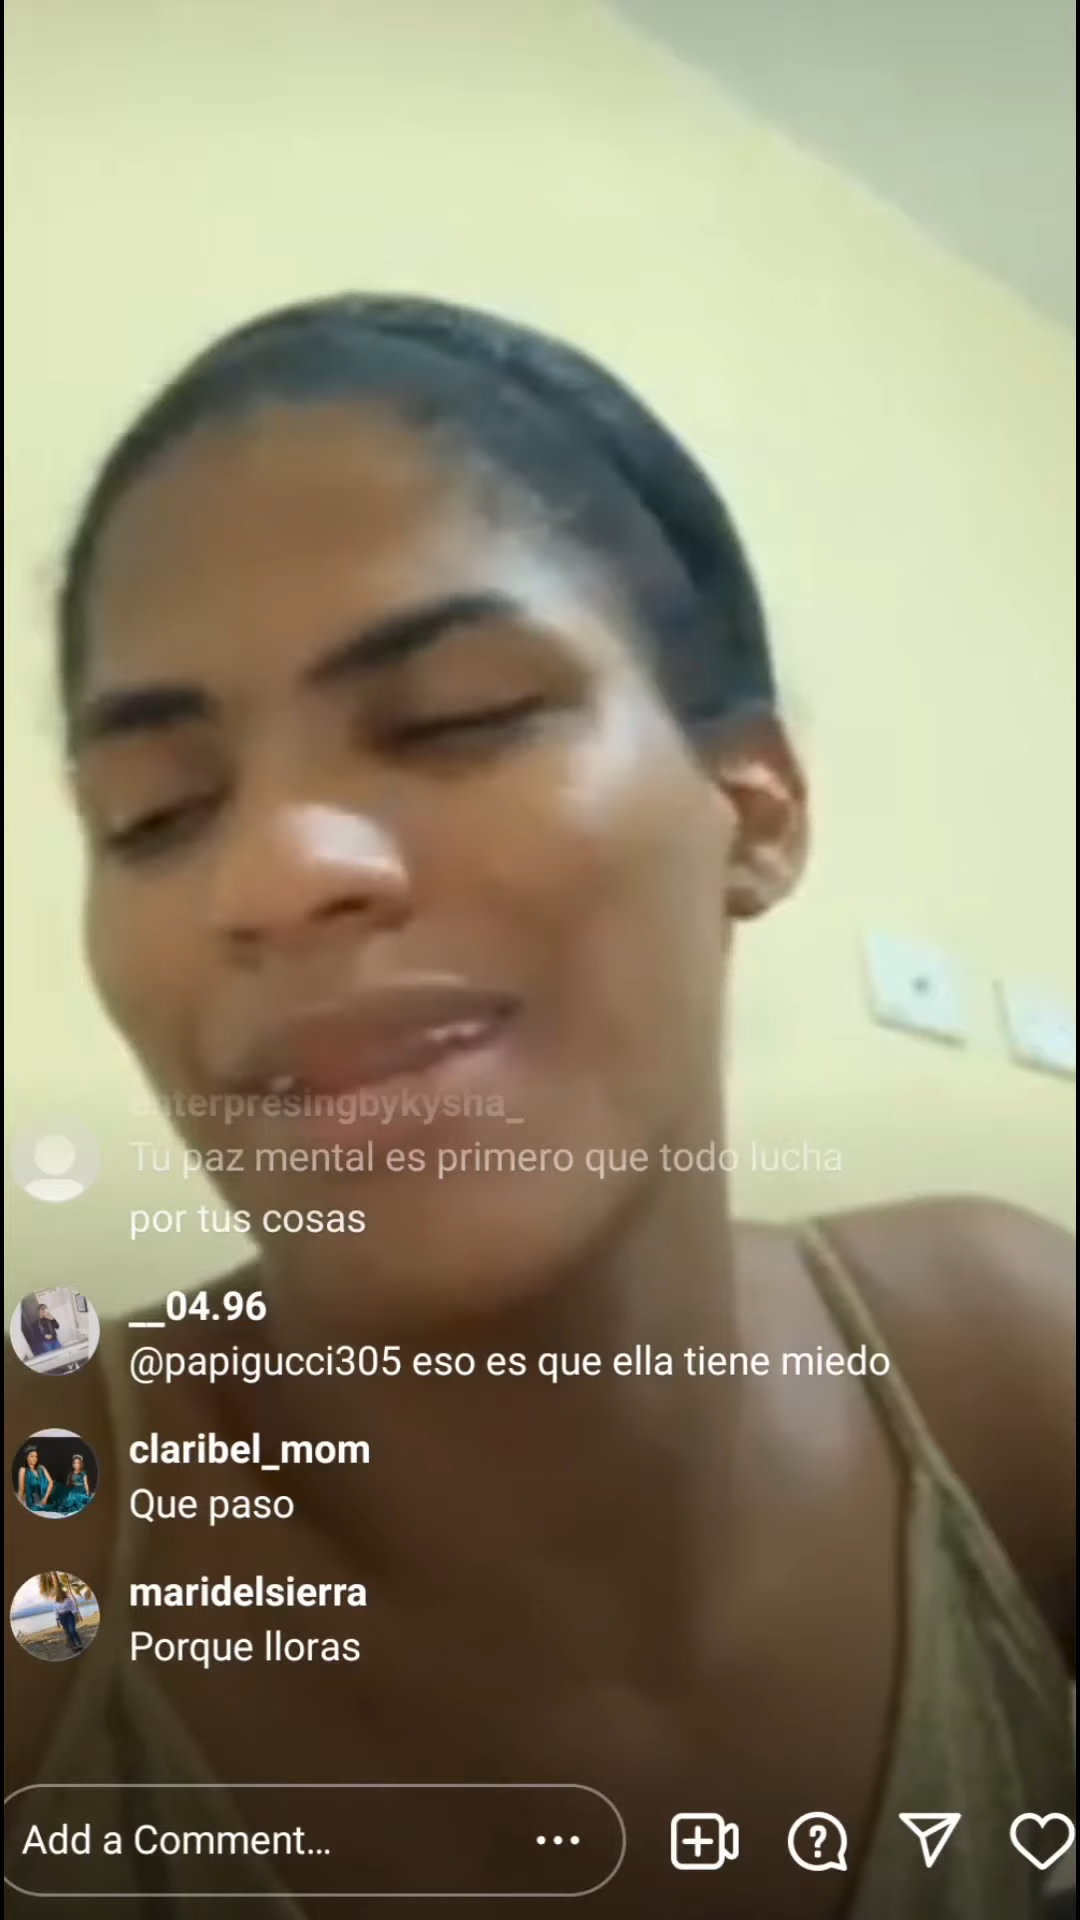 Tu paz mental es primero que todo lucha
por tus cosas
__04.96
@papigucci305 eso es que ella tiene miedo
claribel_mom
Que paso
maridelsierra
Porque lloras
Add a Comment...